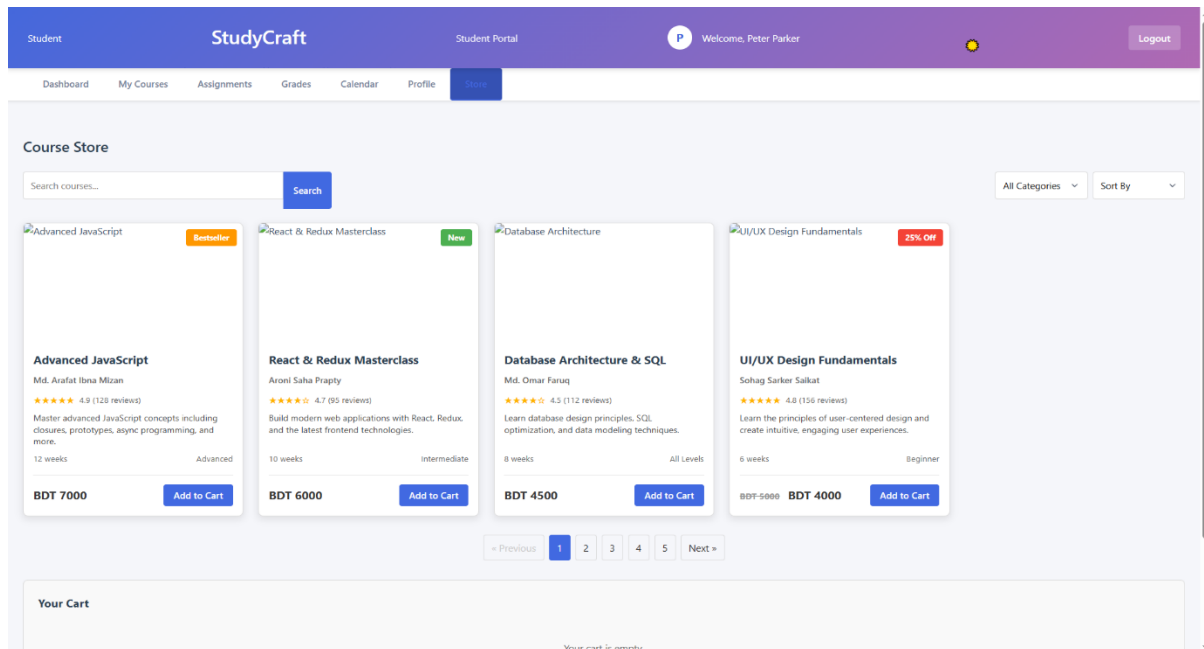 Student
StudyCraft
Student Portal
P
Welcome, Peter Parker
Logout
Dashboard
My Courses
Assignments
Grades
Calendar
Profile
Store
Course Store
Search courses...
Search
All Categories
Sort By
Advanced JavaScript
Bestseller
Advanced JavaScript
Md. Arafat Ibna Mizan
★★★★★ 4.9 (128 reviews)
Master advanced JavaScript concepts including
closures, prototypes, async programming, and
more.
12 weeks
Advanced
BDT 7000
Add to Cart
React & Redux Masterclass
New
React & Redux Masterclass
Aroni Saha Prapty
★★★★☆ 4.7 (95 reviews)
Build modern web applications with React, Redux,
and the latest frontend technologies.
10 weeks
Intermediate
BDT 6000
Add to Cart
Database Architecture
Database Architecture & SQL
Md. Omar Faruq
★★★★☆ 4.5 (112 reviews)
Learn database design principles, SQL
optimization, and data modeling techniques.
8 weeks
All Levels
BDT 4500
Add to Cart
UI/UX Design Fundamentals
25% Off
UI/UX Design Fundamentals
Sohag Sarker Saikat
★★★★★ 4.8 (156 reviews)
Learn the principles of user-centered design and
create intuitive, engaging user experiences.
6 weeks
Beginner
BDT 5000 BDT 4000
Add to Cart
« Previous
1
2
3
4
5
Next »
Your Cart
Your cart is empty